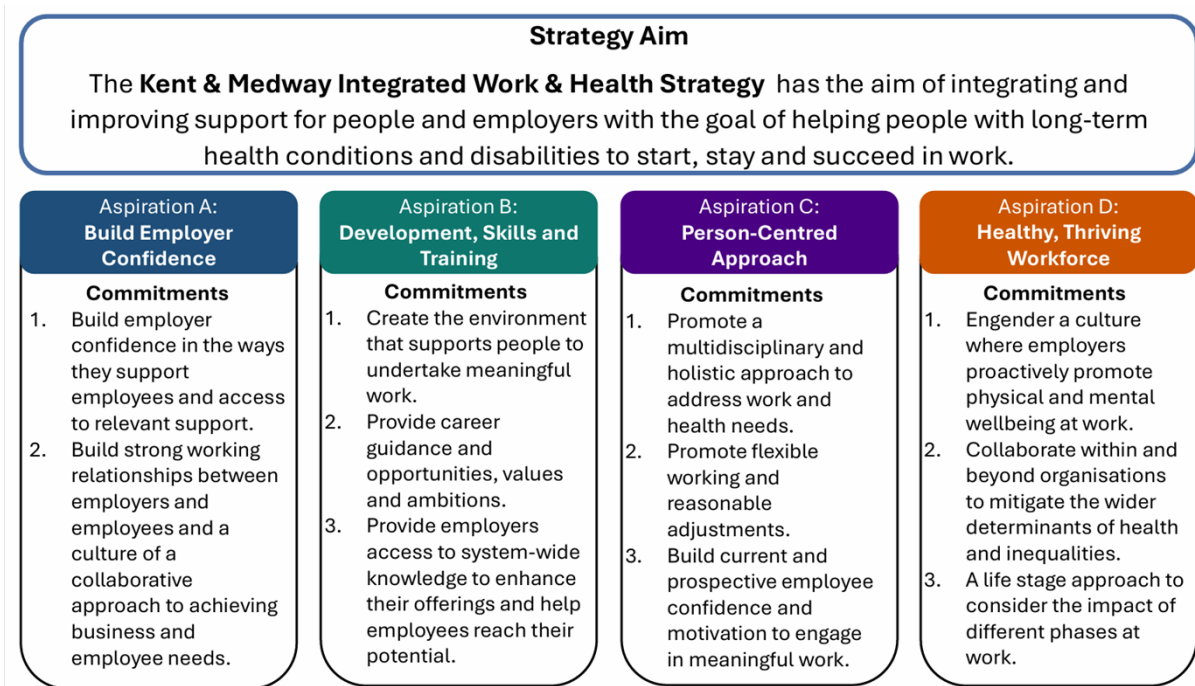 Strategy Aim
The Kent & Medway Integrated Work & Health Strategy has the aim of integrating and
improving support for people and employers with the goal of helping people with long-term
health conditions and disabilities to start, stay and succeed in work.
Aspiration A:
Build Employer
Confidence
Commitments
1. Build employer
confidence in the ways
they support
employees and access
to relevant support.
2. Build strong working
relationships between
employers and
employees and a
culture of a
collaborative
approach to achieving
business and
employee needs.
Aspiration B:
Development, Skills and
Training
Commitments
1. Create the environment
that supports people to
undertake meaningful
work.
2. Provide career
guidance and
opportunities, values
and ambitions.
3. Provide employers
access to system-wide
knowledge to enhance
their offerings and help
employees reach their
potential.
Aspiration C:
Person-Centred
Approach
Commitments
1. Promote a
multidisciplinary and
holistic approach to
address work and
health needs.
2. Promote flexible
working and
reasonable
adjustments.
3. Build current and
prospective employee
confidence and
motivation to engage
in meaningful work.
Aspiration D:
Healthy, Thriving
Workforce
Commitments
1. Engender a culture
where employers
proactively promote
physical and mental
wellbeing at work.
2. Collaborate within and
beyond organisations
to mitigate the wider
determinants of health
and inequalities.
3. A life stage approach to
consider the impact of
different phases at
work.